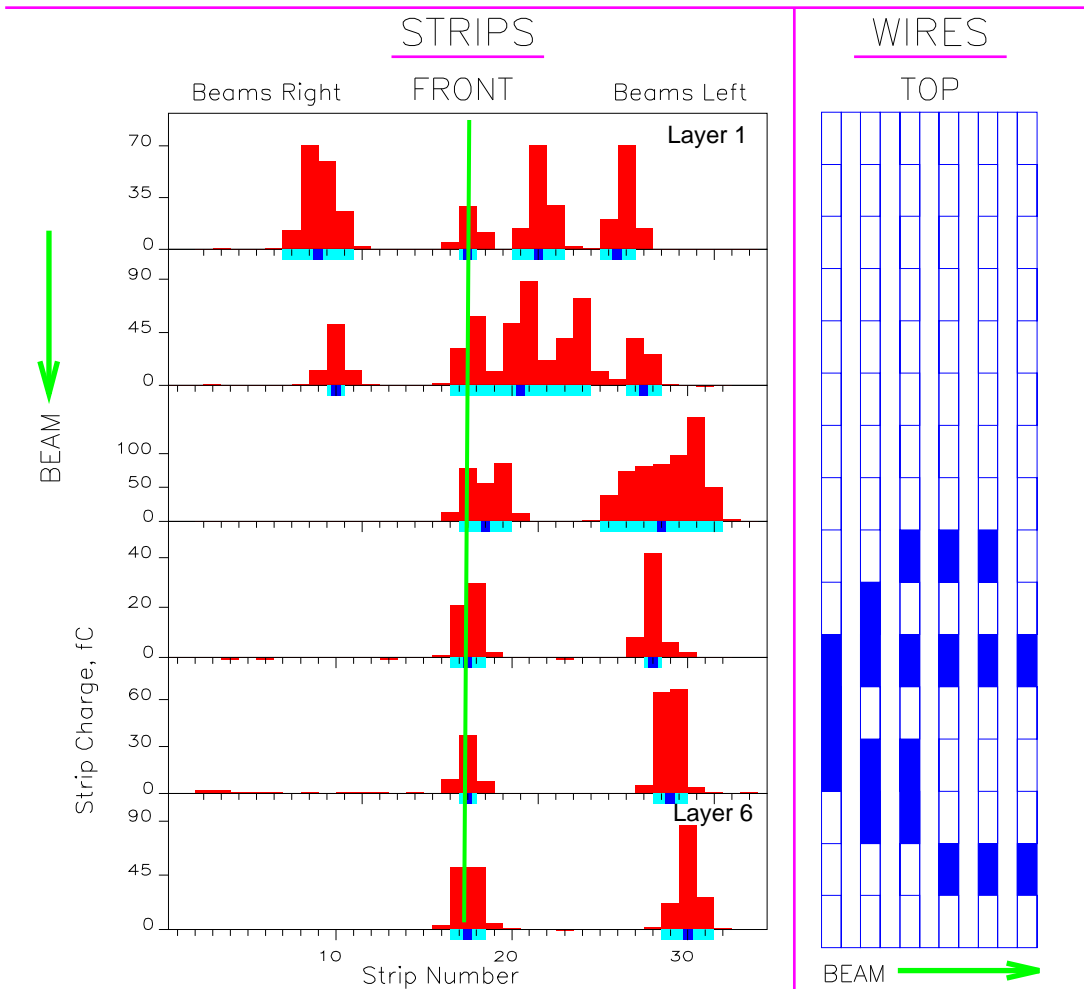 STRIPS
WIRES
Beams Right
FRONT
Beams Left
TOP
Layer 1
70
35
0
90
45
0
BEAM
100
50
0
40
20
0
Strip Charge, fC
60
30
0
Layer 6
90
45
0
10
20
30
Strip Number
BEAM